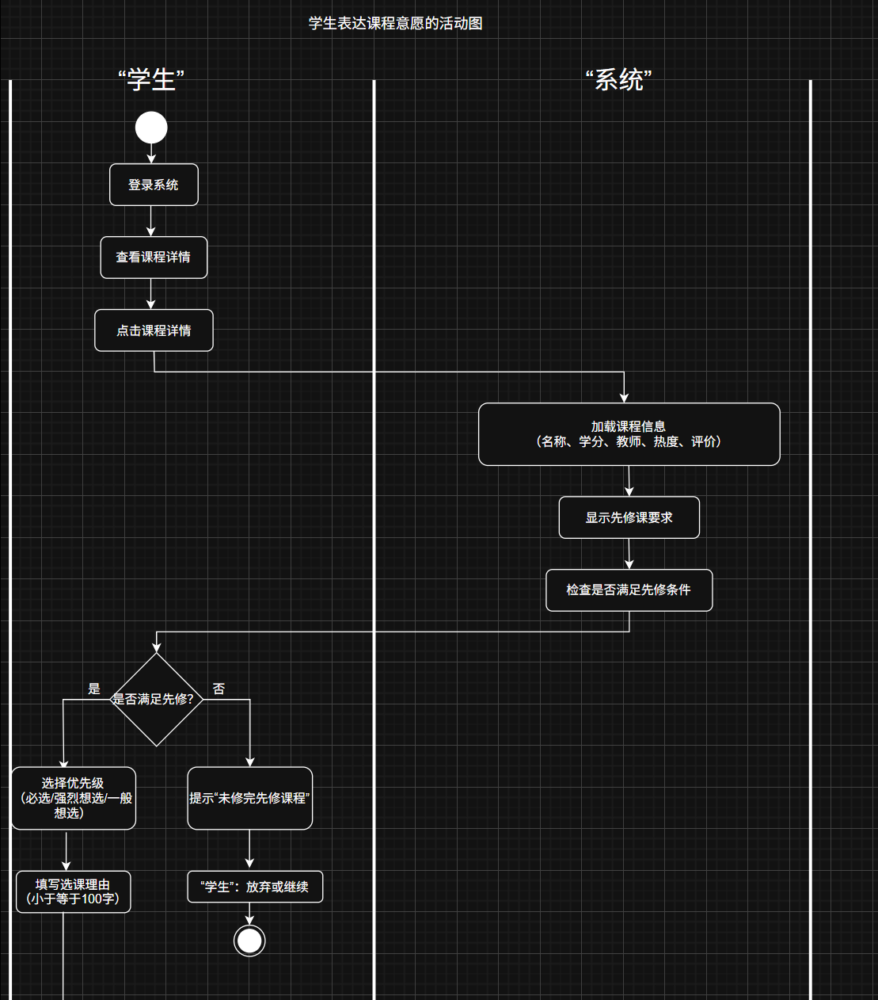 学生表达课程意愿的活动图
“学生”
“系统”
登录系统
查看课程详情
点击课程详情
加载课程信息
（名称、学分、教师、热度、评价）
显示先修课要求
检查是否满足先修条件
是
否
是否满足先修？
选择优先级
（必选/强烈想选/一般
想选）
提示“未修完先修课程”
填写选课理由
（小于等于100字）
“学生”：放弃或继续